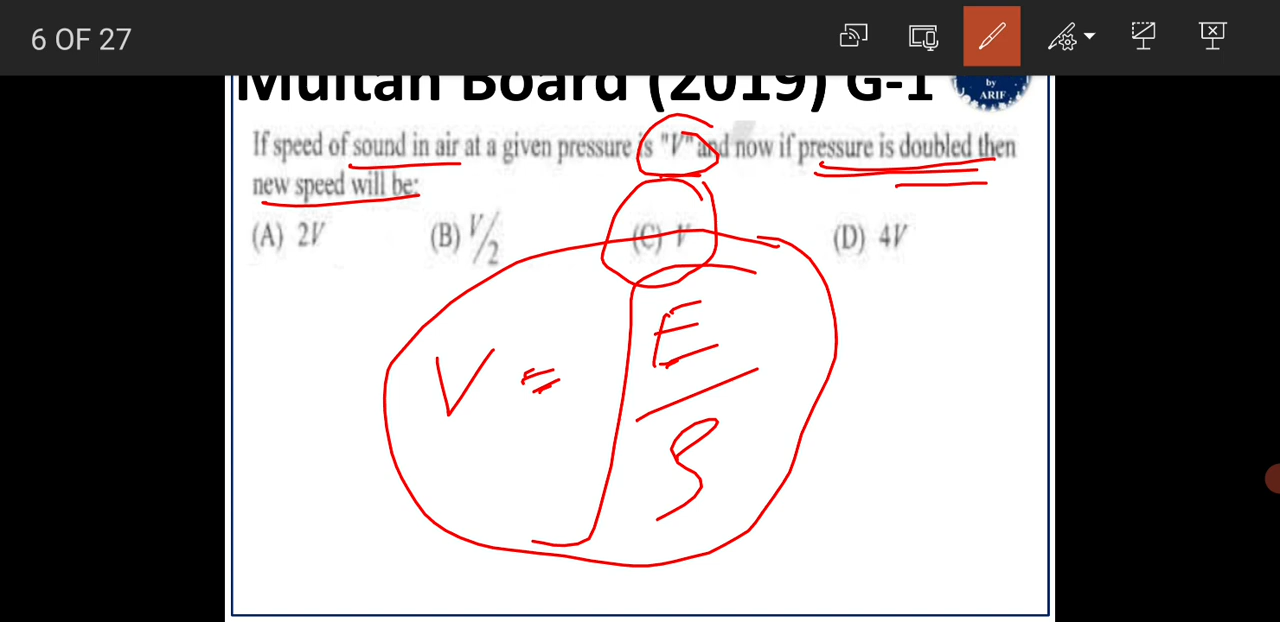 6 OF 27
Multan Board (2019) G-1
by
ARIF
If speed of sound in air at a given pressure is "V" and now if pressure is doubled then
new speed will be:
(A) 2V (B) V/2 (C) V (D) 4V
V = √E/ρ